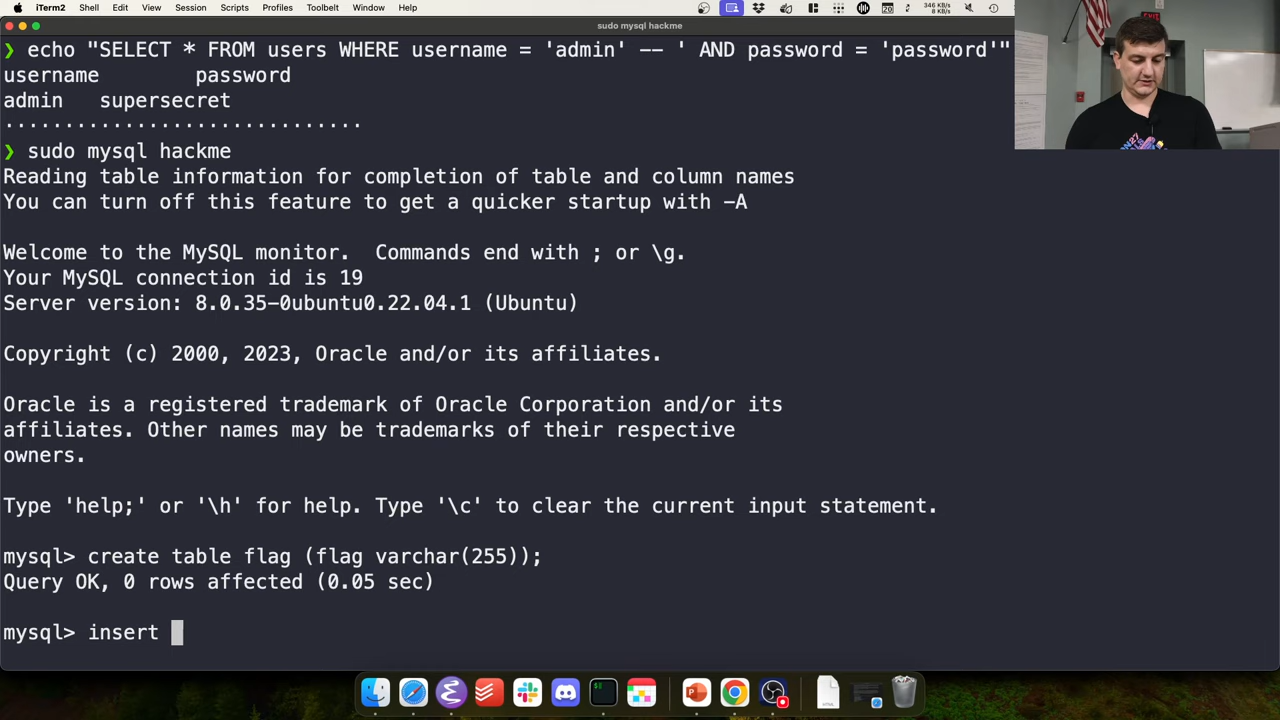 iTerm2 Shell Edit View Session Scripts Profiles Toolbelt Window Help
346 KB/s
8 KB/s
20
sudo mysql hackme
❯ echo "SELECT * FROM users WHERE username = 'admin' -- ' AND password = 'password'"
username password
admin supersecret
..............................
❯ sudo mysql hackme
Reading table information for completion of table and column names
You can turn off this feature to get a quicker startup with -A
Welcome to the MySQL monitor. Commands end with ; or \g.
Your MySQL connection id is 19
Server version: 8.0.35-0ubuntu0.22.04.1 (Ubuntu)
Copyright (c) 2000, 2023, Oracle and/or its affiliates.
Oracle is a registered trademark of Oracle Corporation and/or its
affiliates. Other names may be trademarks of their respective
owners.
Type 'help;' or '\h' for help. Type '\c' to clear the current input statement.
mysql> create table flag (flag varchar(255));
Query OK, 0 rows affected (0.05 sec)
mysql> insert